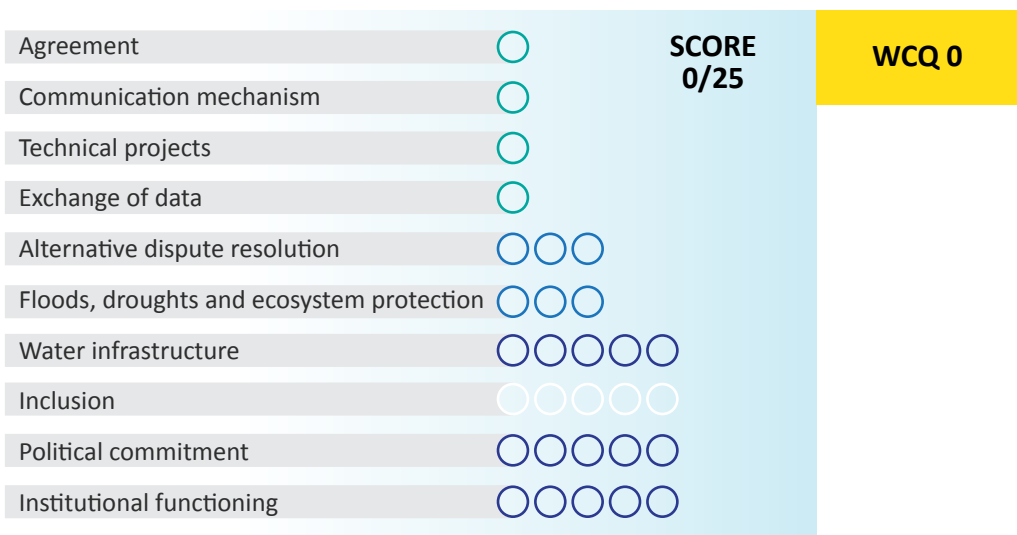 Agreement
Communication mechanism
Technical projects
Exchange of data
Alternative dispute resolution
Floods, droughts and ecosystem protection
Water infrastructure
Inclusion
Political commitment
Institutional functioning
SCORE
0/25
WCQ 0